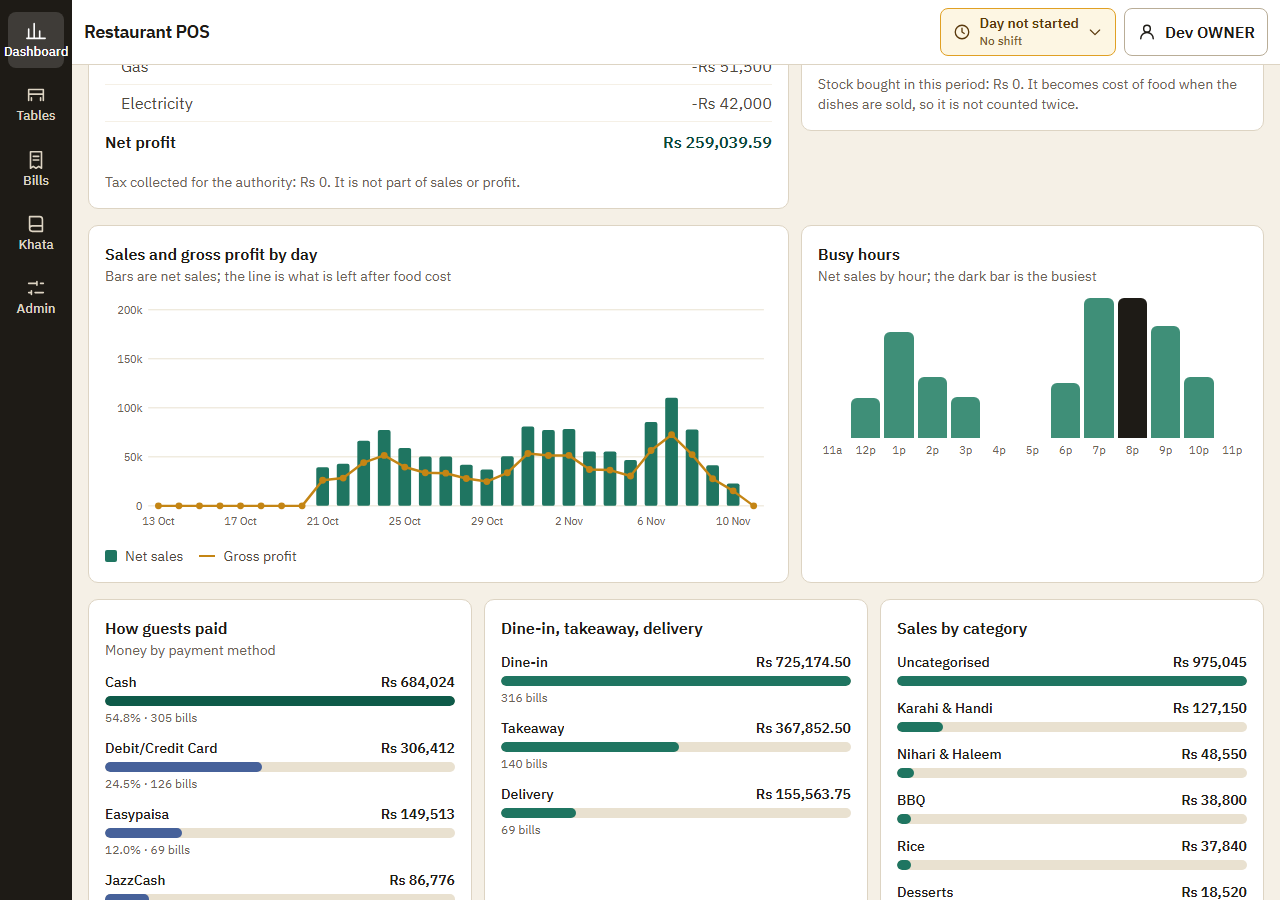 Restaurant POS
Day not started
No shift
Dev OWNER
Dashboard
Tables
Bills
Khata
Admin
Gas -Rs 51,500
Electricity -Rs 42,000
Net profit Rs 259,039.59
Tax collected for the authority: Rs 0. It is not part of sales or profit.
Stock bought in this period: Rs 0. It becomes cost of food when the
dishes are sold, so it is not counted twice.
Sales and gross profit by day
Bars are net sales; the line is what is left after food cost
200k
150k
100k
50k
0
13 Oct 17 Oct 21 Oct 25 Oct 29 Oct 2 Nov 6 Nov 10 Nov
Net sales Gross profit
Busy hours
Net sales by hour; the dark bar is the busiest
11a 12p 1p 2p 3p 4p 5p 6p 7p 8p 9p 10p 11p
How guests paid
Money by payment method
Cash Rs 684,024
54.8% · 305 bills
Debit/Credit Card Rs 306,412
24.5% · 126 bills
Easypaisa Rs 149,513
12.0% · 69 bills
JazzCash Rs 86,776
Dine-in, takeaway, delivery
Dine-in Rs 725,174.50
316 bills
Takeaway Rs 367,852.50
140 bills
Delivery Rs 155,563.75
69 bills
Sales by category
Uncategorised Rs 975,045
Karahi & Handi Rs 127,150
Nihari & Haleem Rs 48,550
BBQ Rs 38,800
Rice Rs 37,840
Desserts Rs 18,520